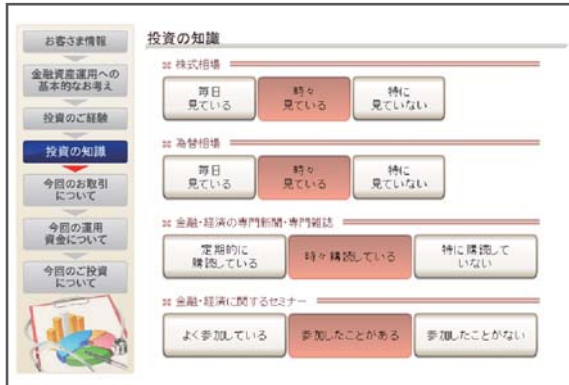 お客さま情報
金融資産運用への
基本的なお考え
投資のご経験
投資の知識
今回のお取引
について
今回の運用
資金について
今回のご投資
について
投資の知識
株式相場
毎日
見ている
時々
見ている
特に
見ていない
為替相場
毎日
見ている
時々
見ている
特に
見ていない
金融・経済の専門新聞・専門雑誌
定期的に
購読している
時々購読している
特に購読して
いない
金融・経済に関するセミナー
よく参加している
参加したことがある
参加したことがない